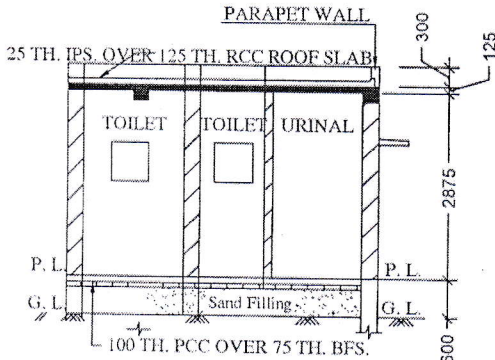 PARAPET WALL
25 TH. IPS. OVER 125 TH. RCC ROOF SLAB
300
125
TOILET TOILET URINAL
2875
P. L. P. L.
G. L. Sand Filling G. L.
100 TH. PCC OVER 75 TH. BFS.
600